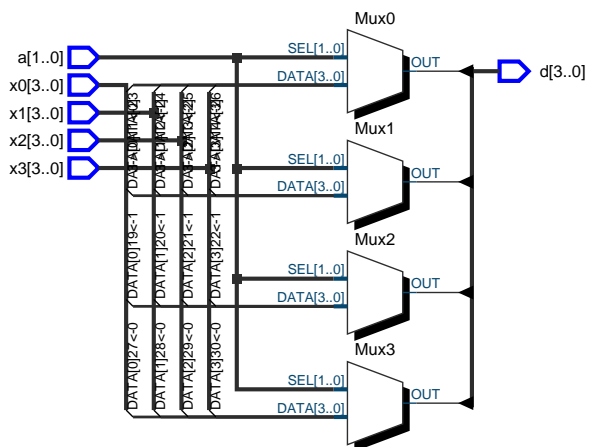 Mux0
a[1..0]
SEL[1..0]
OUT
d[3..0]
x0[3..0]
DATA[3..0]
x1[3..0]
Mux1
x2[3..0]
SEL[1..0]
OUT
x3[3..0]
DATA[3..0]
Mux2
DATA[0]19<-1
DATA[1]20<-1
DATA[2]21<-1
DATA[3]22<-1
SEL[1..0]
OUT
DATA[3..0]
Mux3
DATA[0]27<-0
DATA[1]28<-0
DATA[2]29<-0
DATA[3]30<-0
SEL[1..0]
OUT
DATA[3..0]